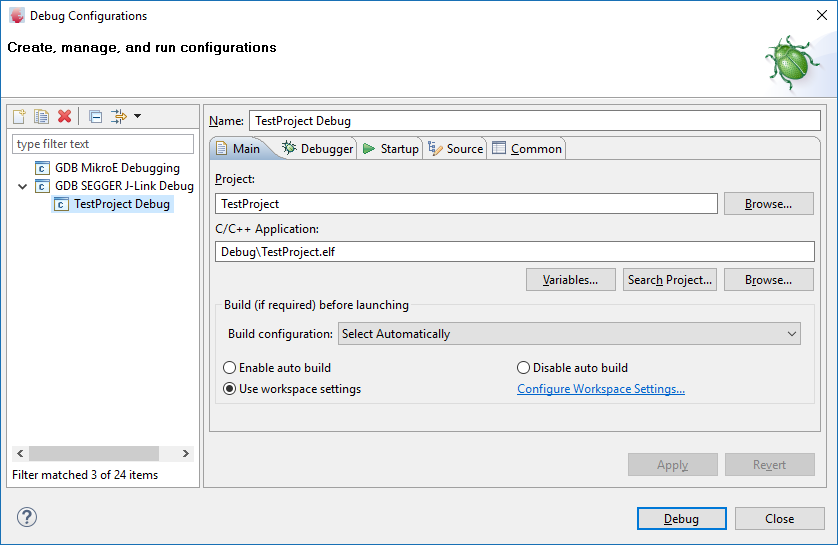 Debug Configurations
Create, manage, and run configurations
type filter text
GDB MikroE Debugging
GDB SEGGER J-Link Debug
TestProject Debug
Filter matched 3 of 24 items
Name: TestProject Debug
Main Debugger Startup Source Common
Project:
TestProject Browse...
C/C++ Application:
Debug\TestProject.elf
Variables... Search Project... Browse...
Build (if required) before launching
Build configuration: Select Automatically
Enable auto build Disable auto build
Use workspace settings Configure Workspace Settings...
Apply Revert
? Debug Close